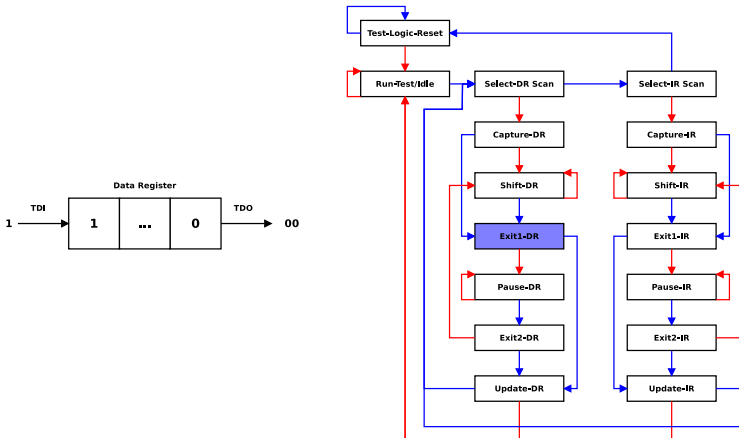 Data Register
TDI
TDO
1
1
...
0
00
Test-Logic-Reset
Run-Test/Idle
Select-DR Scan
Select-IR Scan
Capture-DR
Capture-IR
Shift-DR
Shift-IR
Exit1-DR
Exit1-IR
Pause-DR
Pause-IR
Exit2-DR
Exit2-IR
Update-DR
Update-IR